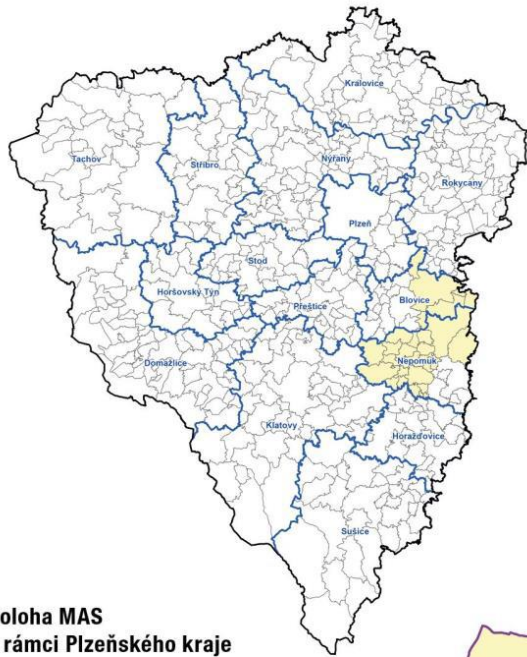 Kralovice
Tachov
Stříbro
Nýřany
Rokycany
Plzeň
Stod
Horšovský Týn
Přeštice
Blovice
Domažlice
Nepomuk
Klatovy
Horažďovice
Sušice
oloha MAS
rámci Plzeňského kraje